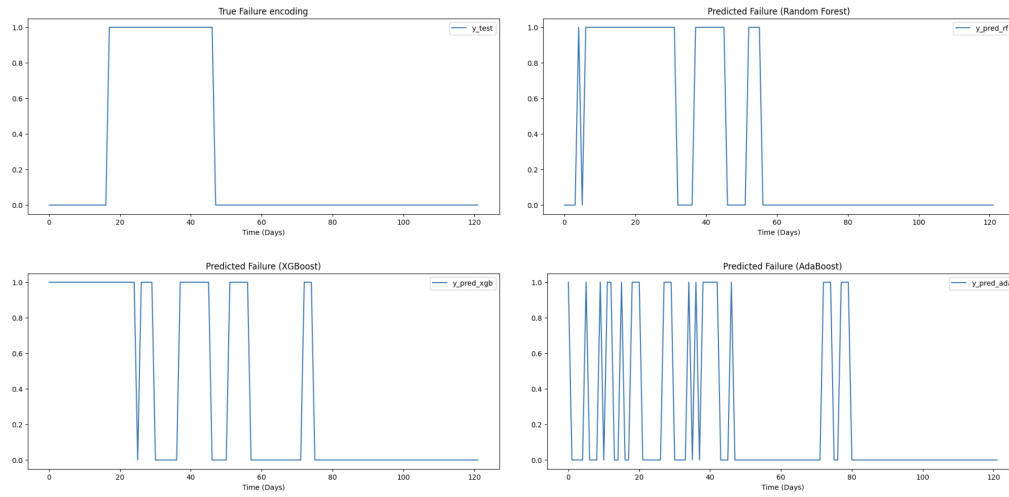 True Failure encoding
y_test
1.0
0.8
0.6
0.4
0.2
0.0
0 20 40 60 80 100 120
Time (Days)
Predicted Failure (Random Forest)
y_pred_rf
1.0
0.8
0.6
0.4
0.2
0.0
0 20 40 60 80 100 120
Time (Days)
Predicted Failure (XGBoost)
y_pred_xgb
1.0
0.8
0.6
0.4
0.2
0.0
0 20 40 60 80 100 120
Time (Days)
Predicted Failure (AdaBoost)
y_pred_ada
1.0
0.8
0.6
0.4
0.2
0.0
0 20 40 60 80 100 120
Time (Days)